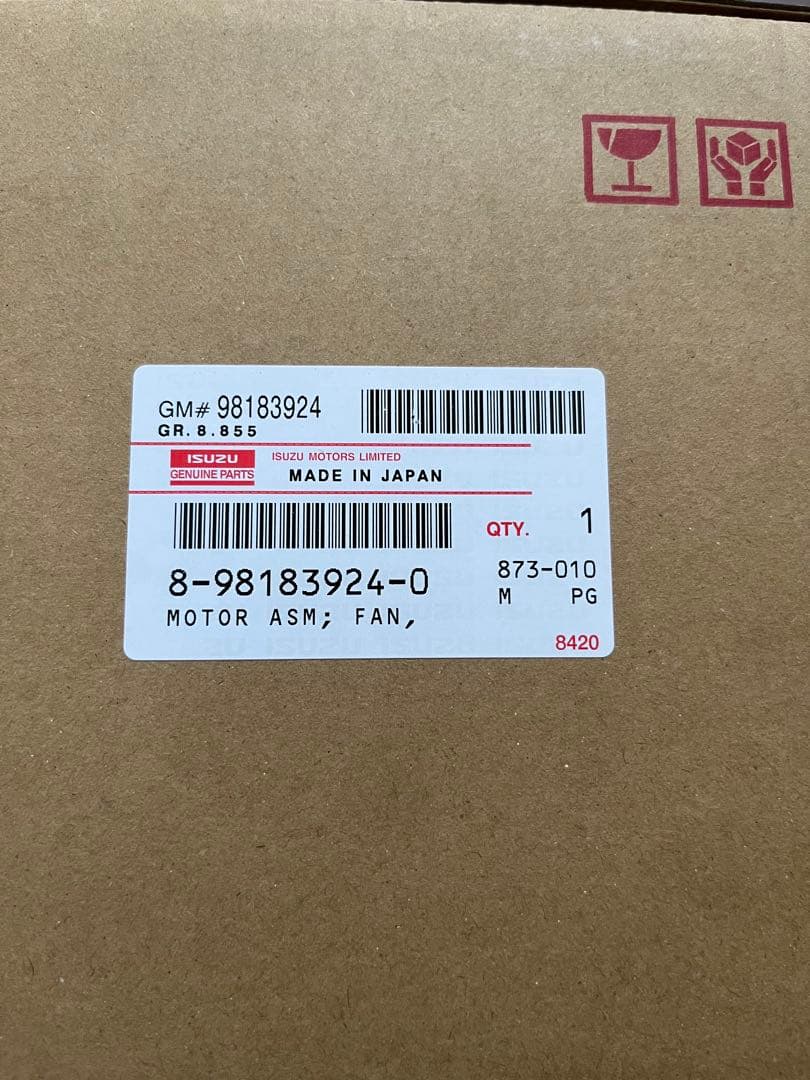 GM# 98183924
GR. 8.855
ISUZU
GENUINE PARTS
ISUZU MOTORS LIMITED
MADE IN JAPAN
QTY. 1
8-98183924-0
873-010
MOTOR ASM; FAN,
M PG
8420